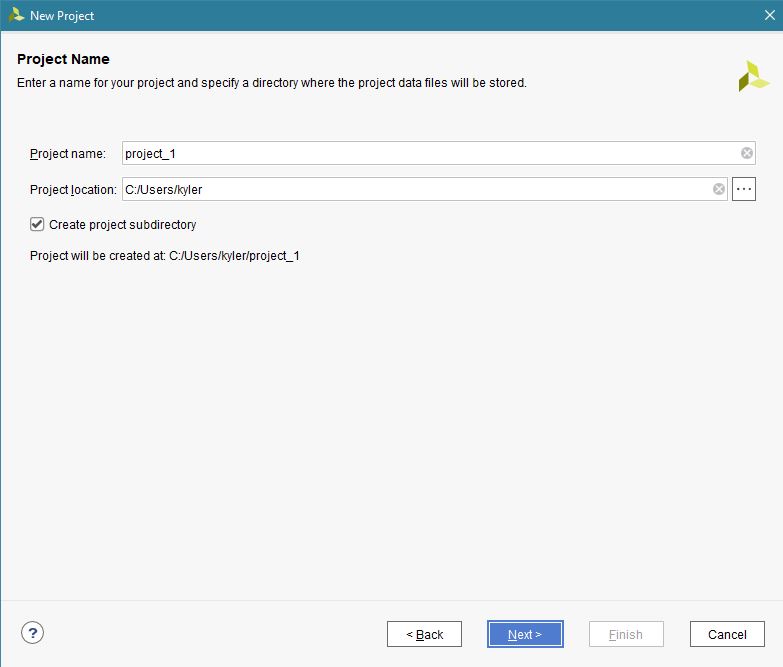 New Project
Project Name
Enter a name for your project and specify a directory where the project data files will be stored.
Project name: project_1
Project location: C:/Users/kyler ...
Create project subdirectory
Project will be created at: C:/Users/kyler/project_1
? < Back Next > Finish Cancel